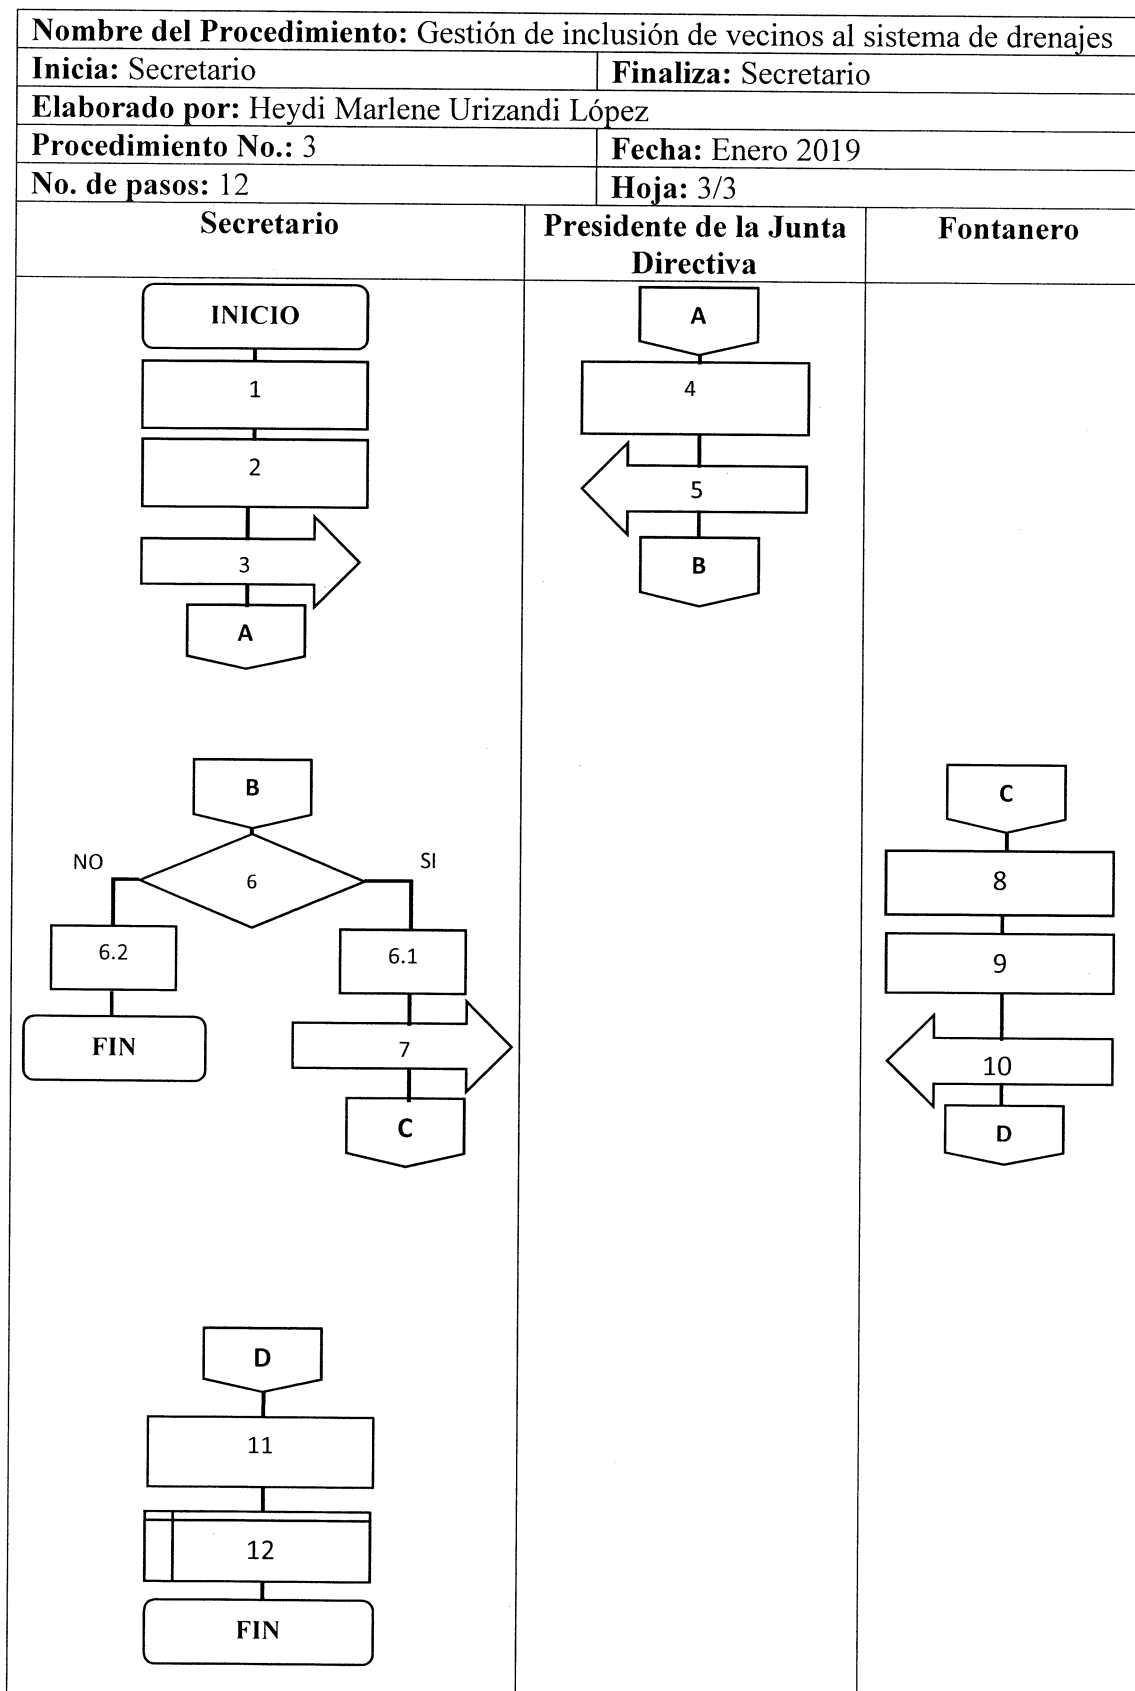 Nombre del Procedimiento: Gestión de inclusión de vecinos al sistema de drenajes
Inicia: Secretario
Finaliza: Secretario
Elaborado por: Heydi Marlene Urizandi López
Procedimiento No.: 3
Fecha: Enero 2019
No. de pasos: 12
Hoja: 3/3
Secretario
Presidente de la Junta
Directiva
Fontanero
INICIO
1
2
3
A
A
4
5
B
B
6
NO
SI
6.2
6.1
FIN
7
C
C
8
9
10
D
D
11
12
FIN